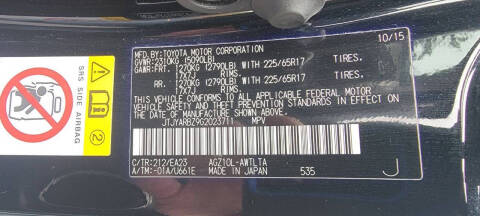 MFD.BY:TOYOTA MOTOR CORPORATION 10/15
GVWR:2310KG (5090LB)
GAWR:FRT. 1270KG (2790LB) WITH 225/65R17 TIRES,
17X7J RIMS,
RR. 1270KG (2790LB) WITH 225/65R17 TIRES,
17X7J RIMS,
THIS VEHICLE CONFORMS TO ALL APPLICABLE FEDERAL MOTOR
VEHICLE SAFETY AND THEFT PREVENTION STANDARDS IN EFFECT ON
THE DATE OF MANUFACTURE SHOWN ABOVE.
JTJYARBZ9G2023711 MPV
C/TR:212/EA23 AGZ10L-AWTLTA
A/TM:-01A/U661E MADE IN JAPAN 535 J
SRS SIDE AIRBAG